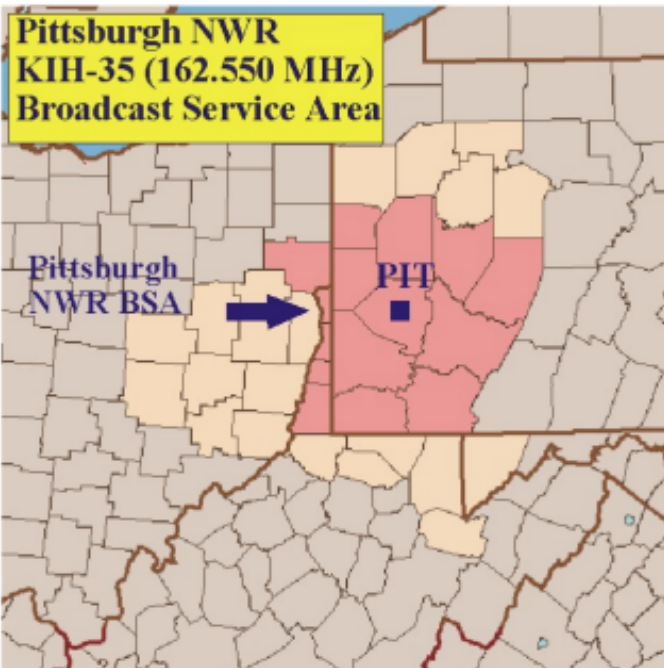 Pittsburgh NWR
KIH-35 (162.550 MHz)
Broadcast Service Area
Pittsburgh
NWR BSA
PIT